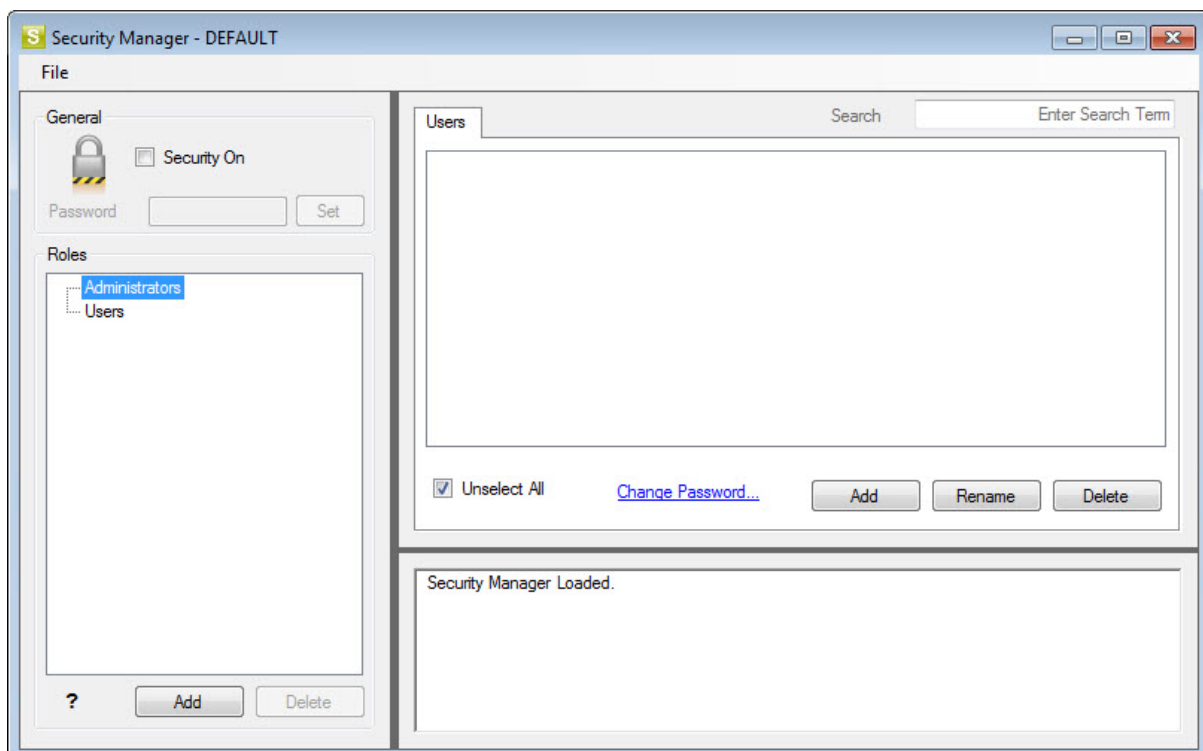 S Security Manager - DEFAULT
File
General
Security On
Password Set
Roles
Administrators
Users
? Add Delete
Users Search Enter Search Term
Unselect All Change Password... Add Rename Delete
Security Manager Loaded.